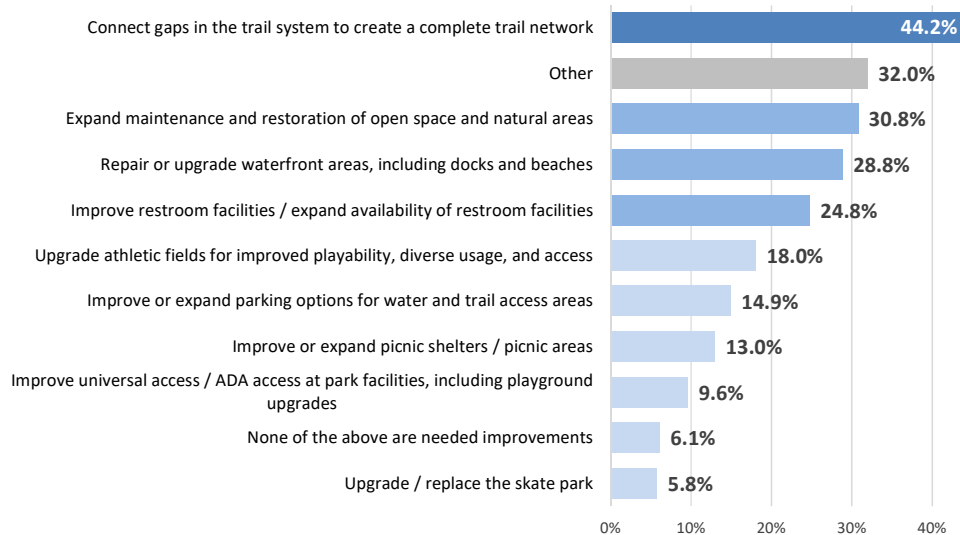 Connect gaps in the trail system to create a complete trail network 44.2%
Other 32.0%
Expand maintenance and restoration of open space and natural areas 30.8%
Repair or upgrade waterfront areas, including docks and beaches 28.8%
Improve restroom facilities / expand availability of restroom facilities 24.8%
Upgrade athletic fields for improved playability, diverse usage, and access 18.0%
Improve or expand parking options for water and trail access areas 14.9%
Improve or expand picnic shelters / picnic areas 13.0%
Improve universal access / ADA access at park facilities, including playground
upgrades 9.6%
None of the above are needed improvements 6.1%
Upgrade / replace the skate park 5.8%
0% 10% 20% 30% 40%